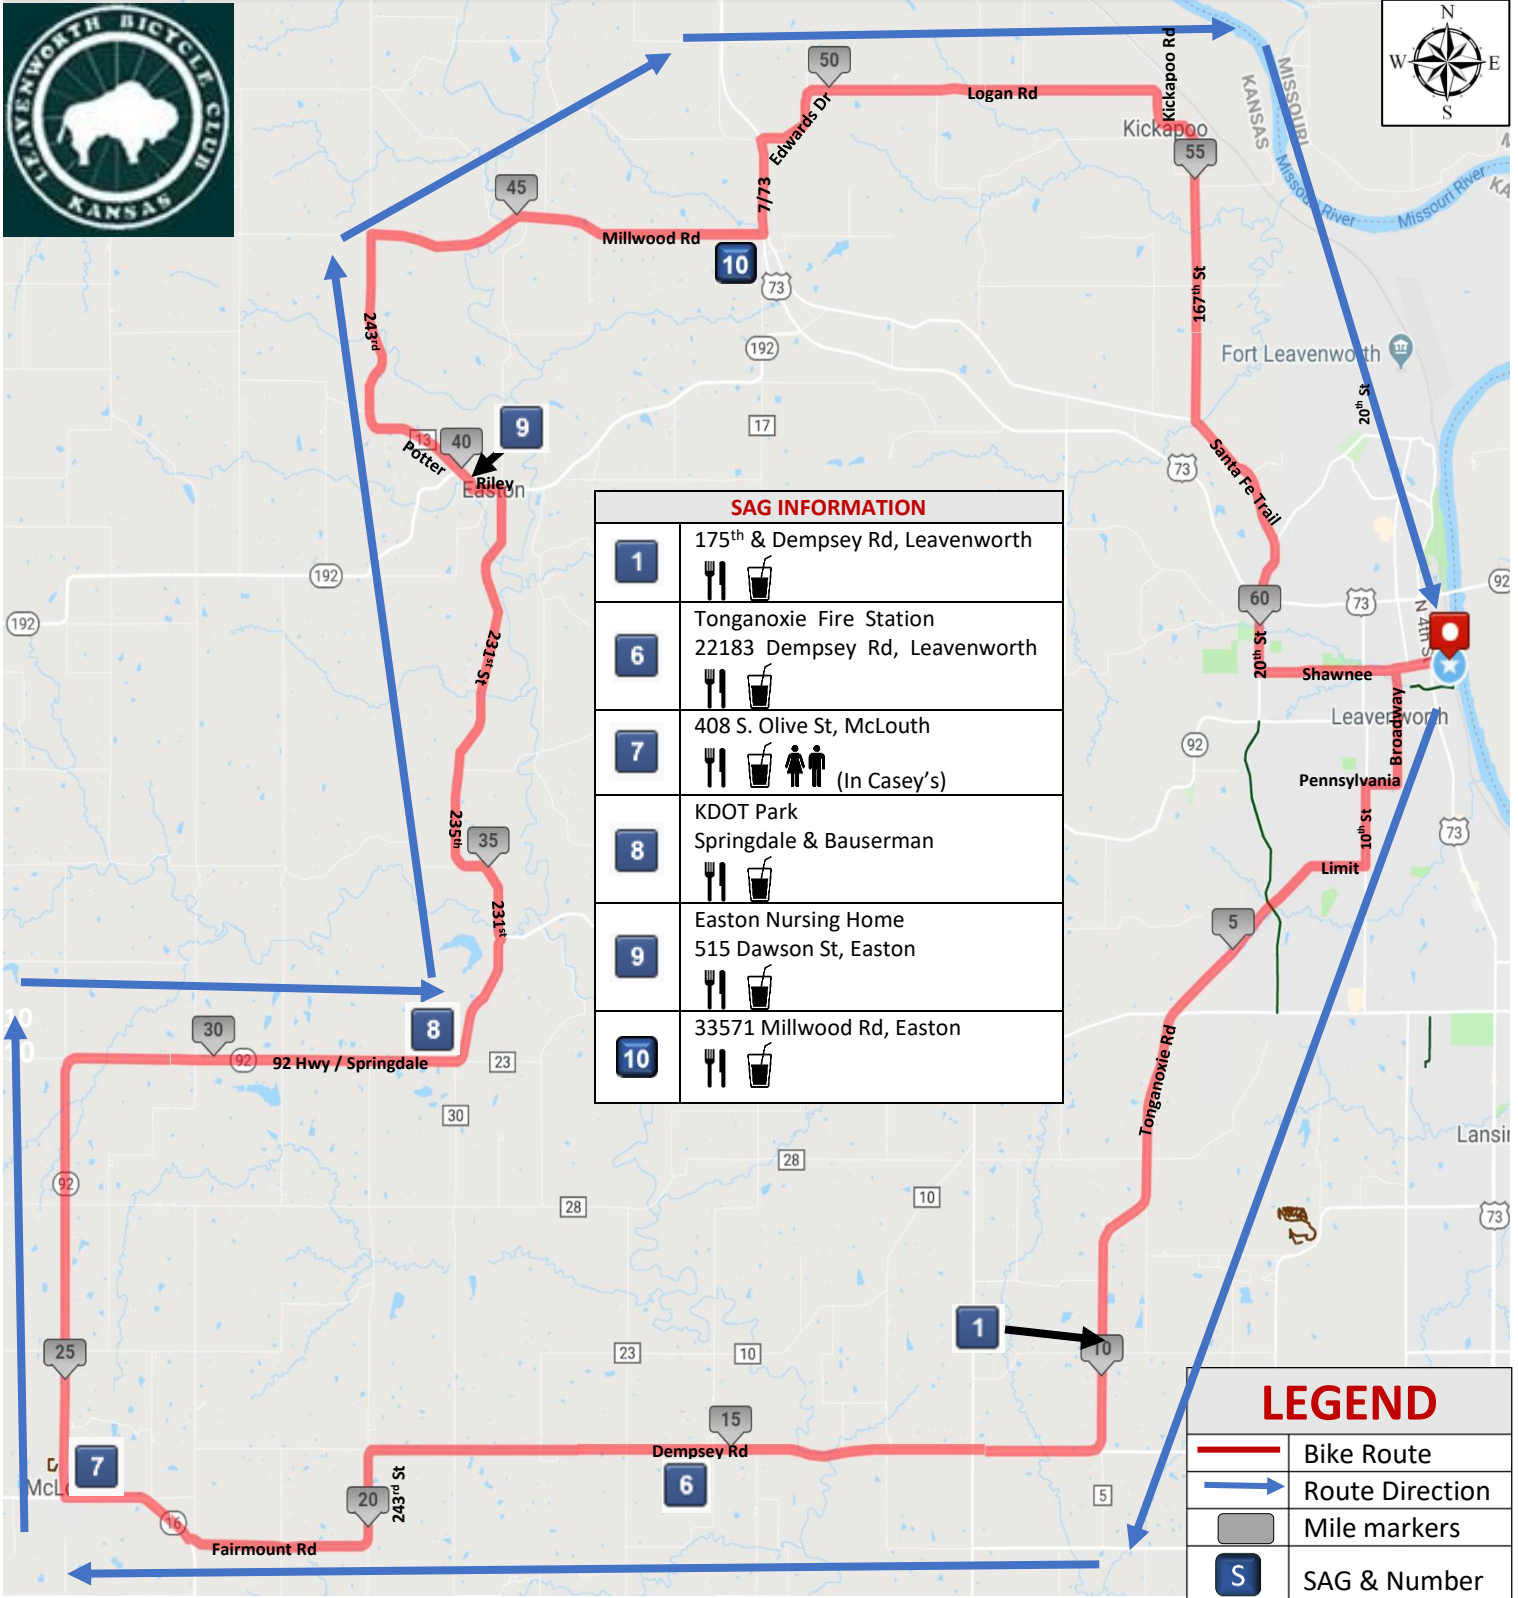 LEAVENWORTH BICYCLE CLUB
KANSAS
N
W E
S
50
Logan Rd
Kickapoo Rd
MISSOURI
KANSAS
Kickapoo
55
Edwards Dr
7/73
45
Millwood Rd
10
73
Missouri River
Missouri River
167th St
243rd
192
Fort Leavenworth
20th St
9
17
13
40
Potter
Riley
Easton
73
Santa Fe Trail
192
192
SAG INFORMATION
1
175th & Dempsey Rd, Leavenworth
6
Tonganoxie Fire Station
22183 Dempsey Rd, Leavenworth
7
408 S. Olive St, McLouth
(In Casey's)
8
KDOT Park
Springdale & Bauserman
9
Easton Nursing Home
515 Dawson St, Easton
10
33571 Millwood Rd, Easton
60
73
92
N 4th St
20th St
Shawnee
Leavenworth
Broadway
92
Pennsylvania
10th St
73
Limit
5
231st St
235th
35
231st
8
30
92
92 Hwy / Springdale
23
30
10
10
Tonganoxie Rd
28
28
10
92
73
25
23
10
1
10
15
Dempsey Rd
6
7
20
243rd St
16
Fairmount Rd
5
LEGEND
Bike Route
Route Direction
Mile markers
S
SAG & Number